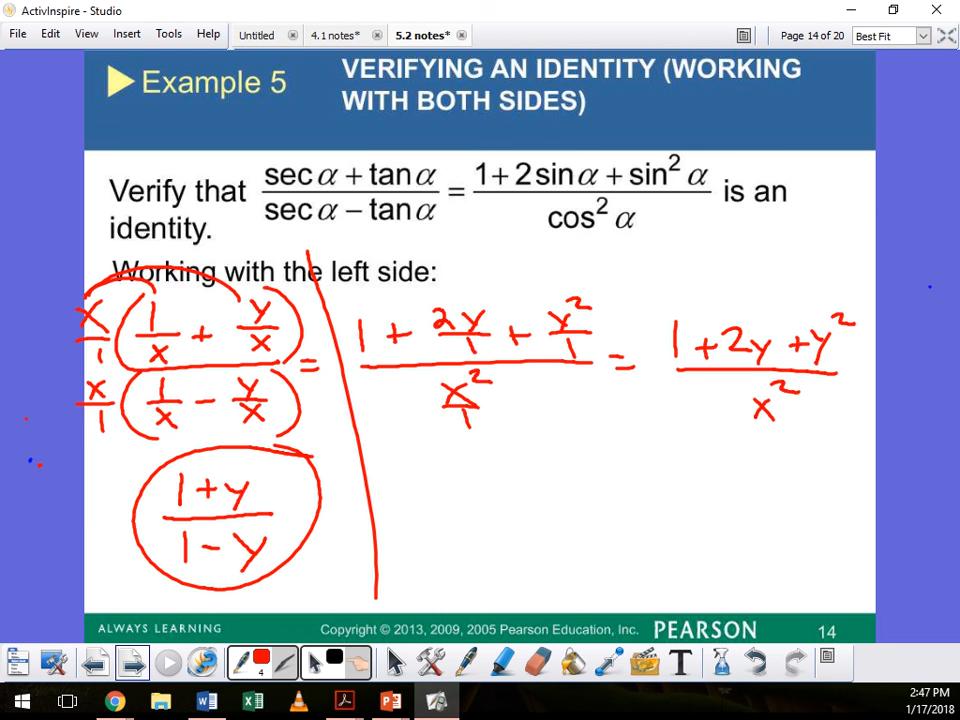 ActivInspire - Studio
File Edit View Insert Tools Help Untitled 4.1 notes* 5.2 notes* Page 14 of 20 Best Fit
Example 5
VERIFYING AN IDENTITY (WORKING
WITH BOTH SIDES)
Verify that (sec α + tan α)/(sec α − tan α) = (1 + 2 sin α + sin² α)/(cos² α) is an
identity.
Working with the left side:
x/1 (1/x + y/x) / x/1 (1/x − y/x) = (1 + 2y/1 + y²/1)/(x²/1) = (1 + 2y + y²)/x²
(1 + y)/(1 − y)
ALWAYS LEARNING Copyright © 2013, 2009, 2005 Pearson Education, Inc. PEARSON 14
4 T
2:47 PM
1/17/2018